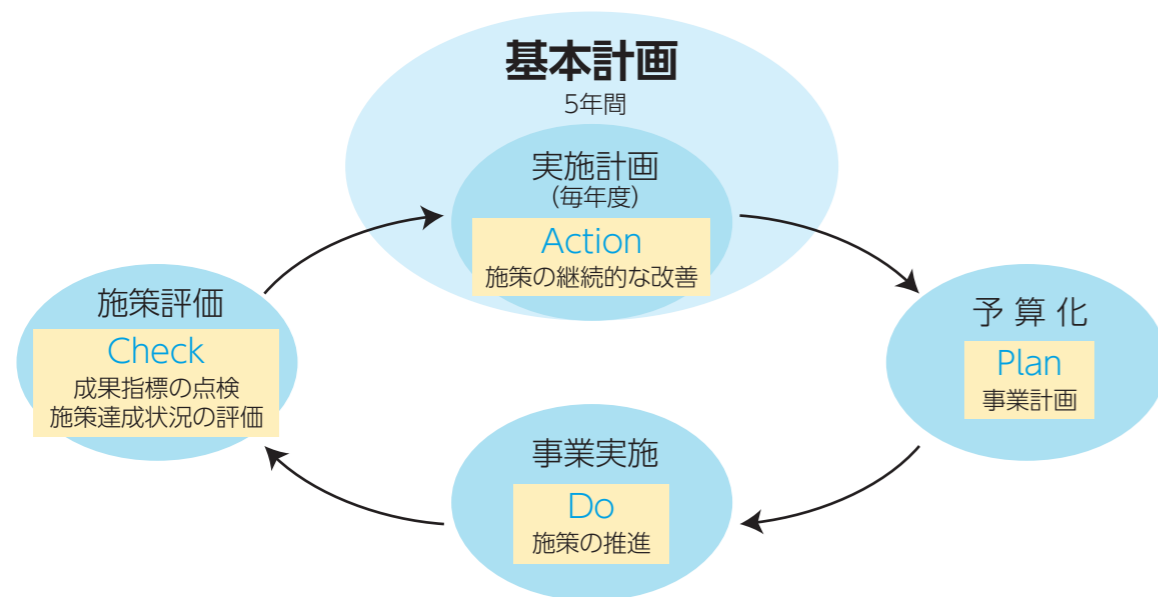 基本計画
5年間
実施計画
(毎年度)
Action
施策の継続的な改善
予算化
Plan
事業計画
事業実施
Do
施策の推進
施策評価
Check
成果指標の点検
施策達成状況の評価